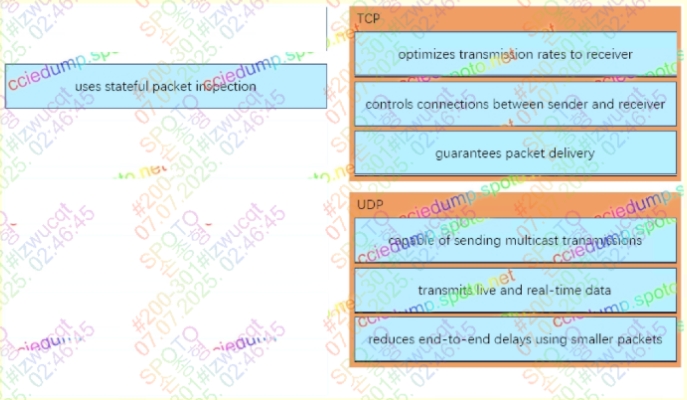 uses stateful packet inspection
TCP
optimizes transmission rates to receiver
controls connections between sender and receiver
guarantees packet delivery
UDP
capable of sending multicast transmissions
transmits live and real-time data
reduces end-to-end delays using smaller packets
cciedump.spoto.net
#200-301#lzwucqt
07.07.2025.
02:46:45
SPOTO